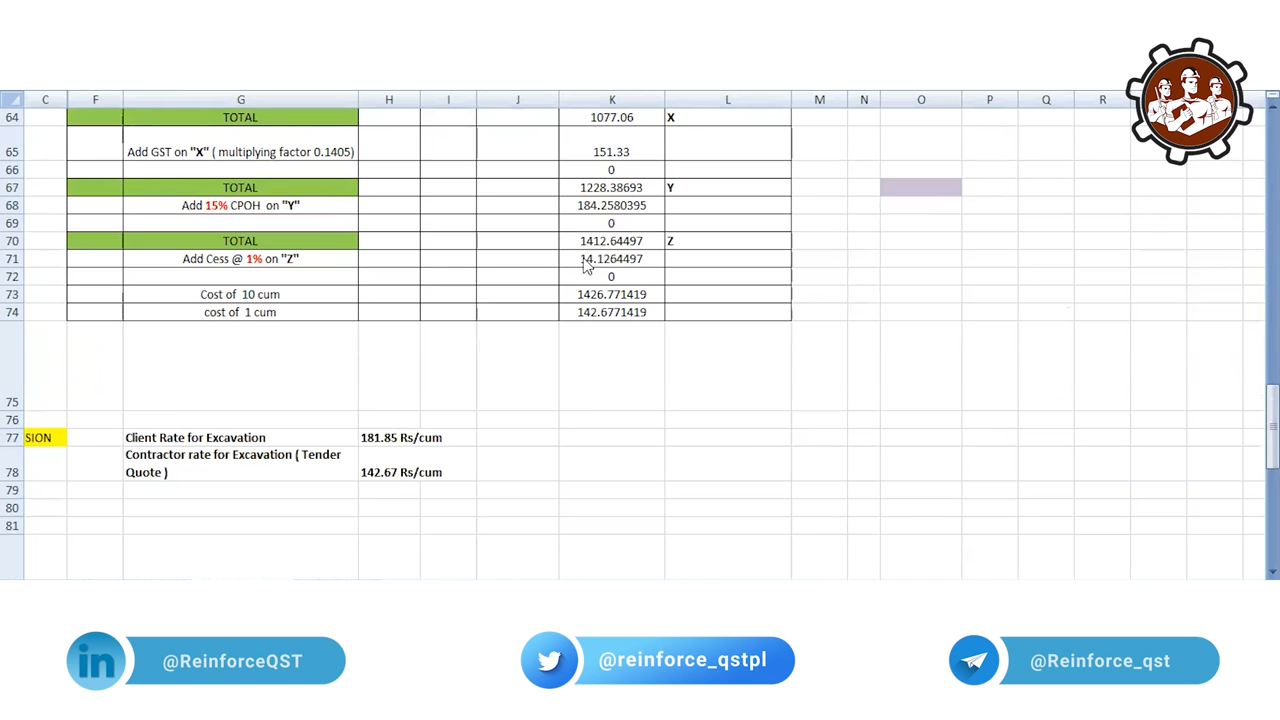 C F G H I J K L M N O P Q R
64 TOTAL 1077.06 X
65 Add GST on "X" ( multiplying factor 0.1405) 151.33
66 0
67 TOTAL 1228.38693 Y
68 Add 15% CPOH on "Y" 184.2580395
69 0
70 TOTAL 1412.64497 Z
71 Add Cess @ 1% on "Z" 14.1264497
72 0
73 Cost of 10 cum 1426.771419
74 cost of 1 cum 142.6771419
75
76
77 SION Client Rate for Excavation 181.85 Rs/cum
Contractor rate for Excavation ( Tender
78 Quote ) 142.67 Rs/cum
79
80
81
in @ReinforceQST @reinforce_qstpl @Reinforce_qst